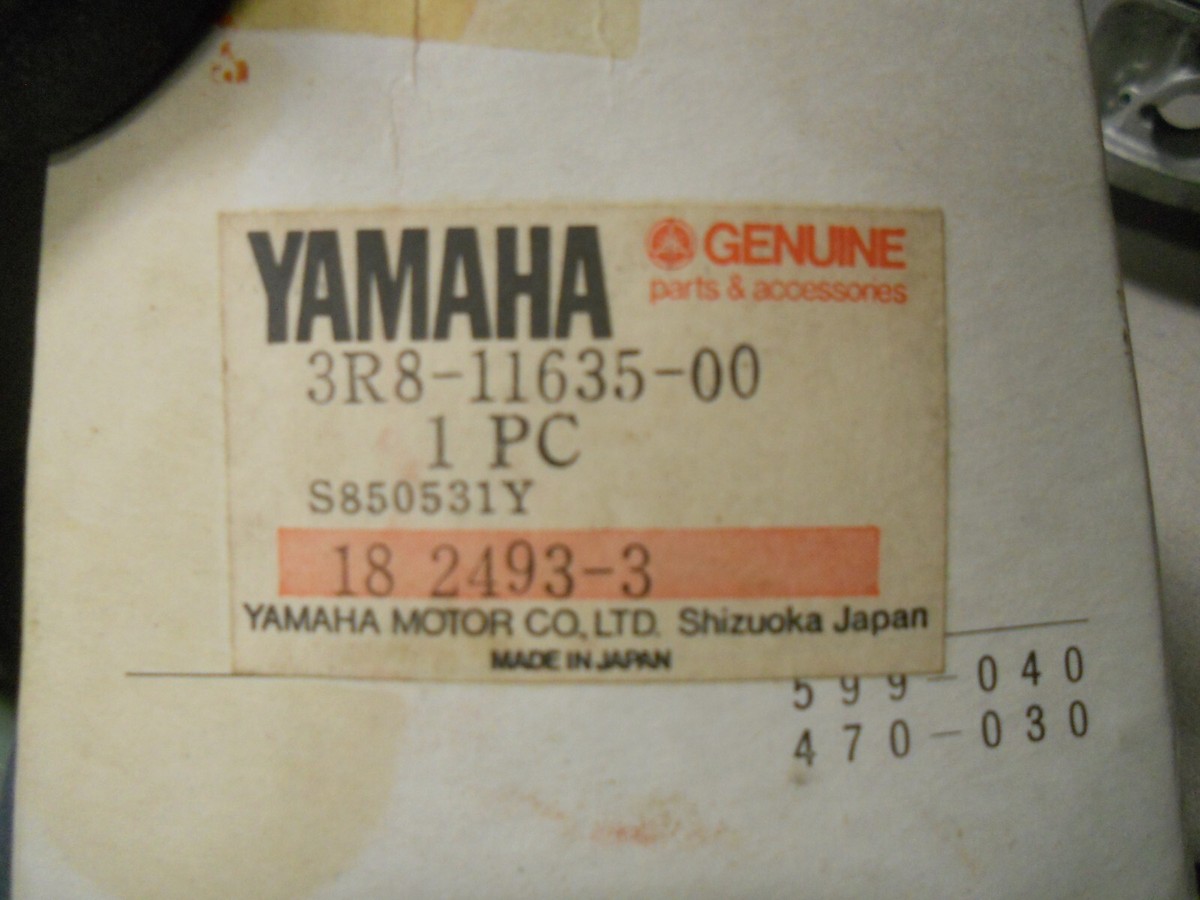 YAMAHA GENUINE
parts & accessories
3R8-11635-00
1 PC
S850531Y
18 2493-3
YAMAHA MOTOR CO., LTD. Shizuoka Japan
MADE IN JAPAN
599-040
470-030